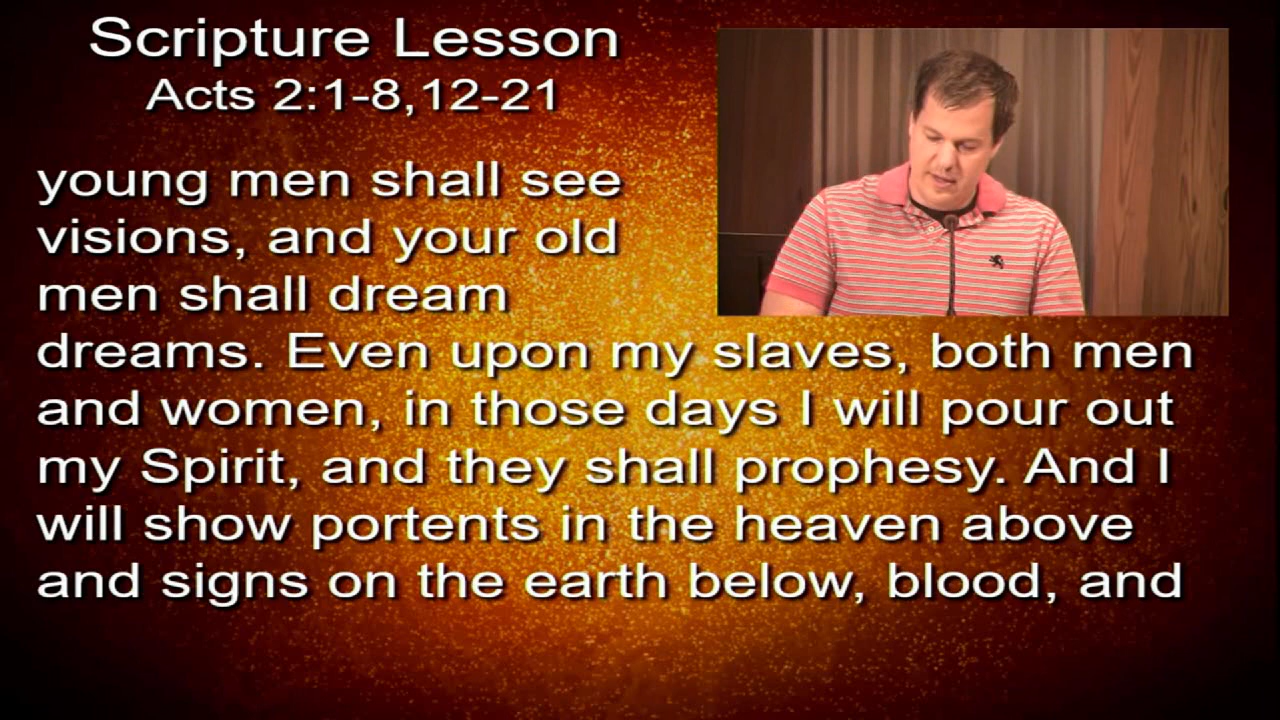 Scripture Lesson
Acts 2:1-8,12-21
young men shall see
visions, and your old
men shall dream
dreams. Even upon my slaves, both men
and women, in those days I will pour out
my Spirit, and they shall prophesy. And I
will show portents in the heaven above
and signs on the earth below, blood, and